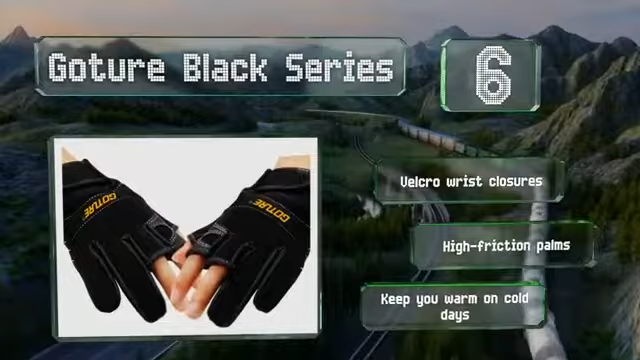 Goture Black Series
6
Velcro wrist closures
High-friction palms
Keep you warm on cold
days
GOTURE
GOTURE